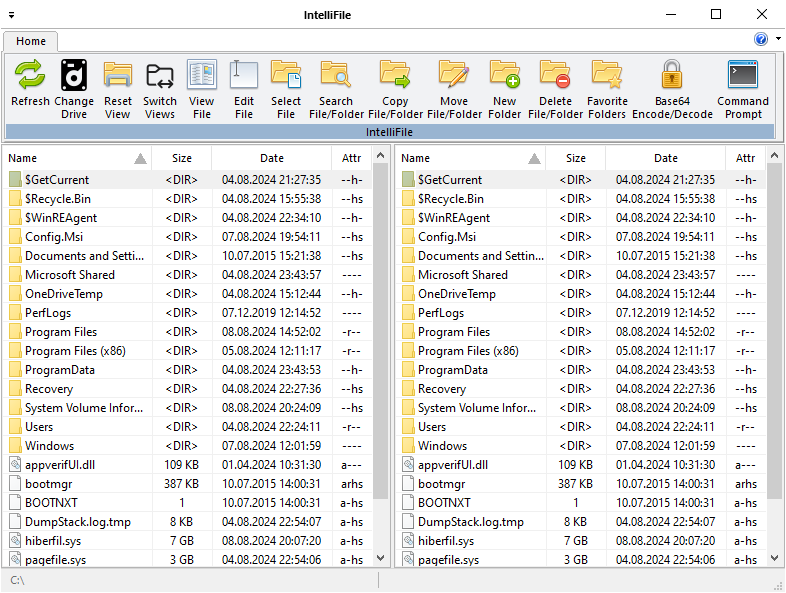 IntelliFile
Home
Refresh Change Drive Reset View Switch Views View File Edit File Select File Search File/Folder Copy File/Folder Move File/Folder New Folder Delete File/Folder Favorite Folders Base64 Encode/Decode Command Prompt
IntelliFile
Name Size Date Attr Name Size Date Attr
$GetCurrent <DIR> 04.08.2024 21:27:35 --h- $GetCurrent <DIR> 04.08.2024 21:27:35 --h-
$Recycle.Bin <DIR> 04.08.2024 15:55:38 --hs $Recycle.Bin <DIR> 04.08.2024 15:55:38 --hs
$WinREAgent <DIR> 04.08.2024 22:34:10 --h- $WinREAgent <DIR> 04.08.2024 22:34:10 --h-
Config.Msi <DIR> 07.08.2024 19:54:11 --hs Config.Msi <DIR> 07.08.2024 19:54:11 --hs
Documents and Setti... <DIR> 10.07.2015 15:21:38 --hs Documents and Settin... <DIR> 10.07.2015 15:21:38 --hs
Microsoft Shared <DIR> 04.08.2024 23:43:57 ---- Microsoft Shared <DIR> 04.08.2024 23:43:57 ----
OneDriveTemp <DIR> 04.08.2024 15:12:44 --h- OneDriveTemp <DIR> 04.08.2024 15:12:44 --h-
PerfLogs <DIR> 07.12.2019 12:14:52 ---- PerfLogs <DIR> 07.12.2019 12:14:52 ----
Program Files <DIR> 08.08.2024 14:52:02 -r-- Program Files <DIR> 08.08.2024 14:52:02 -r--
Program Files (x86) <DIR> 05.08.2024 12:11:17 -r-- Program Files (x86) <DIR> 05.08.2024 12:11:17 -r--
ProgramData <DIR> 04.08.2024 23:43:53 --h- ProgramData <DIR> 04.08.2024 23:43:53 --h-
Recovery <DIR> 04.08.2024 22:27:36 --hs Recovery <DIR> 04.08.2024 22:27:36 --hs
System Volume Infor... <DIR> 08.08.2024 20:24:09 --hs System Volume Infor... <DIR> 08.08.2024 20:24:09 --hs
Users <DIR> 04.08.2024 22:24:11 -r-- Users <DIR> 04.08.2024 22:24:11 -r--
Windows <DIR> 07.08.2024 12:01:59 ---- Windows <DIR> 07.08.2024 12:01:59 ----
appverifUI.dll 109 KB 01.04.2024 10:31:30 a--- appverifUI.dll 109 KB 01.04.2024 10:31:30 a---
bootmgr 387 KB 10.07.2015 14:00:31 arhs bootmgr 387 KB 10.07.2015 14:00:31 arhs
BOOTNXT 1 10.07.2015 14:00:31 a-hs BOOTNXT 1 10.07.2015 14:00:31 a-hs
DumpStack.log.tmp 8 KB 04.08.2024 22:54:07 a-hs DumpStack.log.tmp 8 KB 04.08.2024 22:54:07 a-hs
hiberfil.sys 7 GB 08.08.2024 20:07:20 a-hs hiberfil.sys 7 GB 08.08.2024 20:07:20 a-hs
pagefile.sys 3 GB 04.08.2024 22:54:06 a-hs pagefile.sys 3 GB 04.08.2024 22:54:06 a-hs
C:\